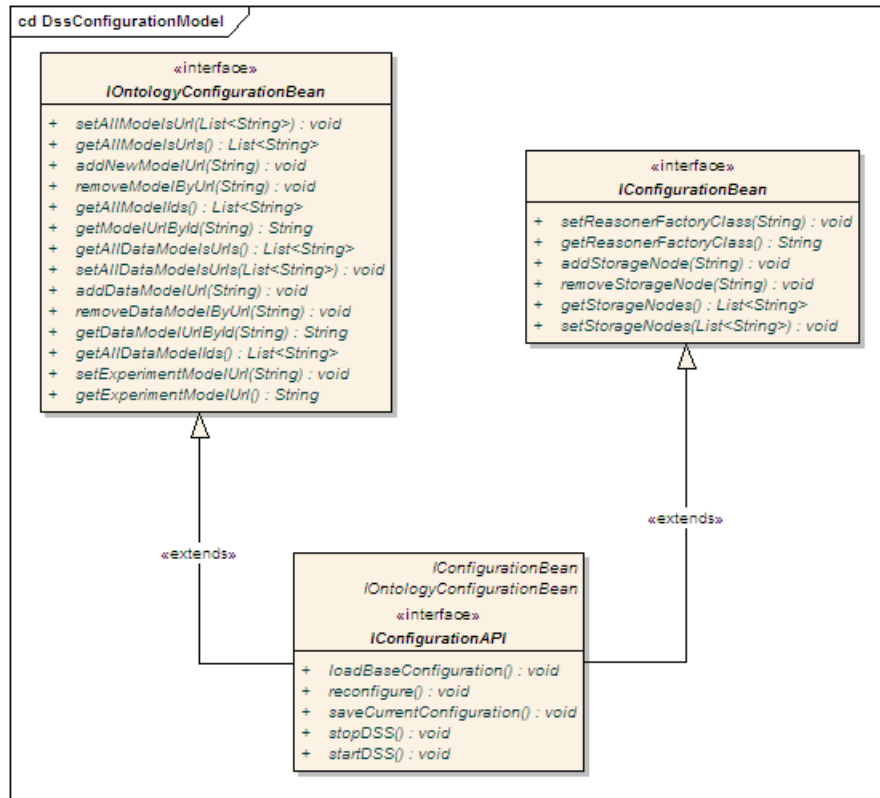 cd DssConfigurationModel
«interface»
IOntologyConfigurationBean
+ setAllModelsUrl(List<String>) : void
+ getAllModelsUrls() : List<String>
+ addNewModelUrl(String) : void
+ removeModelByUrl(String) : void
+ getAllModelIds() : List<String>
+ getModelUrlById(String) : String
+ getAllDataModelsUrls() : List<String>
+ setAllDataModelsUrls(List<String>) : void
+ addDataModelUrl(String) : void
+ removeDataModelByUrl(String) : void
+ getDataModelUrlById(String) : String
+ getAllDataModelIds() : List<String>
+ setExperimentModelUrl(String) : void
+ getExperimentModelUrl() : String
«interface»
IConfigurationBean
+ setReasonerFactoryClass(String) : void
+ getReasonerFactoryClass() : String
+ addStorageNode(String) : void
+ removeStorageNode(String) : void
+ getStorageNodes() : List<String>
+ setStorageNodes(List<String>) : void
«extends»
«extends»
IConfigurationBean
IOntologyConfigurationBean
«interface»
IConfigurationAPI
+ loadBaseConfiguration() : void
+ reconfigure() : void
+ saveCurrentConfiguration() : void
+ stopDSS() : void
+ startDSS() : void